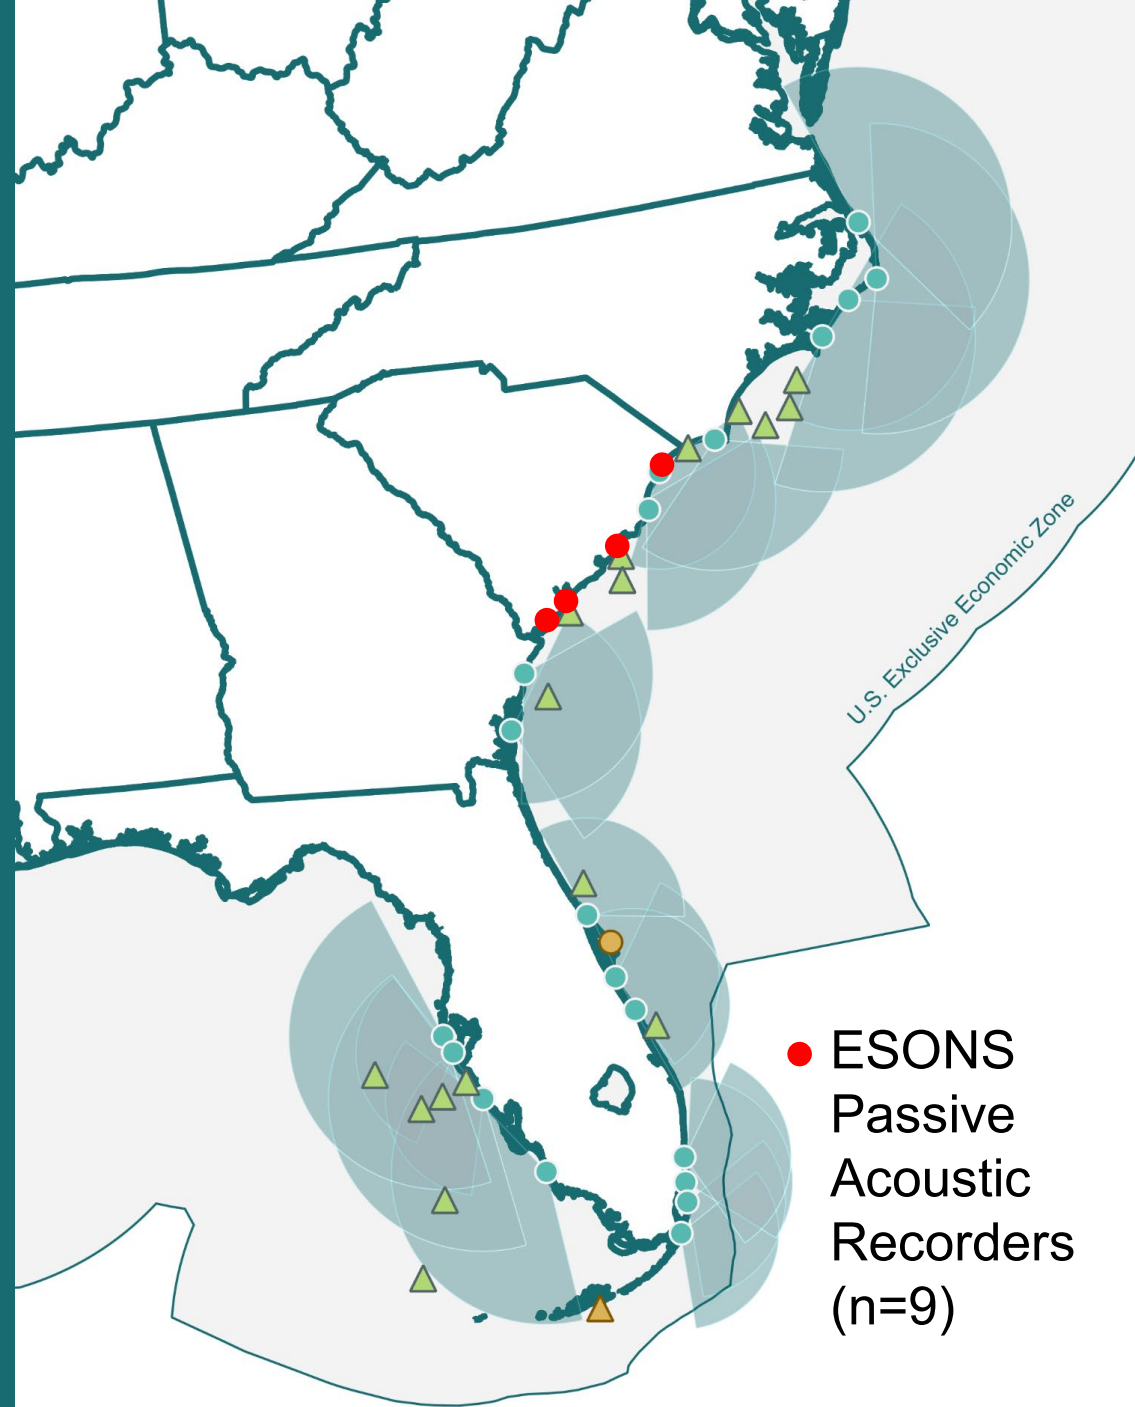 U.S. Exclusive Economic Zone
ESONS
Passive
Acoustic
Recorders
(n=9)